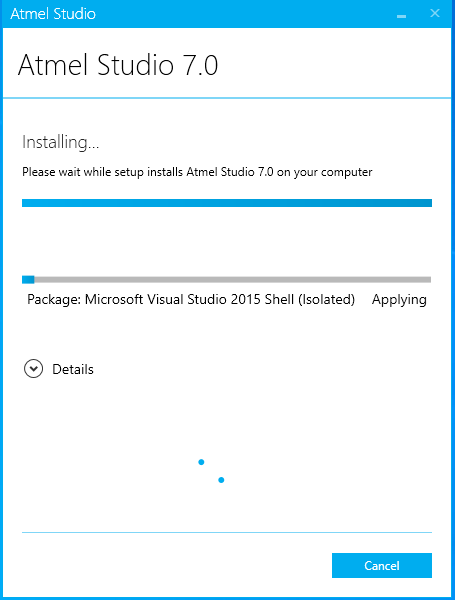 Atmel Studio
Atmel Studio 7.0
Installing...
Please wait while setup installs Atmel Studio 7.0 on your computer
Package: Microsoft Visual Studio 2015 Shell (Isolated) Applying
Details
Cancel